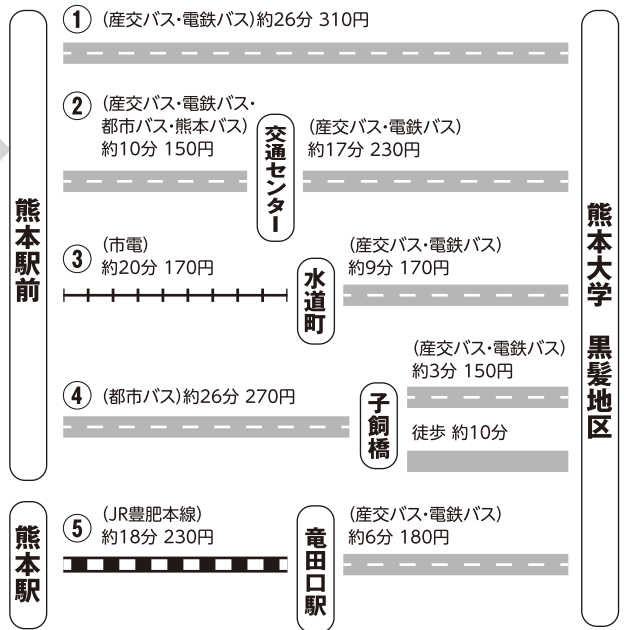 熊本駅前
① (産交バス・電鉄バス)約26分 310円
② (産交バス・電鉄バス・
都市バス・熊本バス)
約10分 150円
交通センター
(産交バス・電鉄バス)
約17分 230円
③ (市電)
約20分 170円
水道町
(産交バス・電鉄バス)
約9分 170円
④ (都市バス)約26分 270円
子飼橋
(産交バス・電鉄バス)
約3分 150円
徒歩 約10分
熊本駅
⑤ (JR豊肥本線)
約18分 230円
竜田口駅
(産交バス・電鉄バス)
約6分 180円
熊本大学 黒髪地区